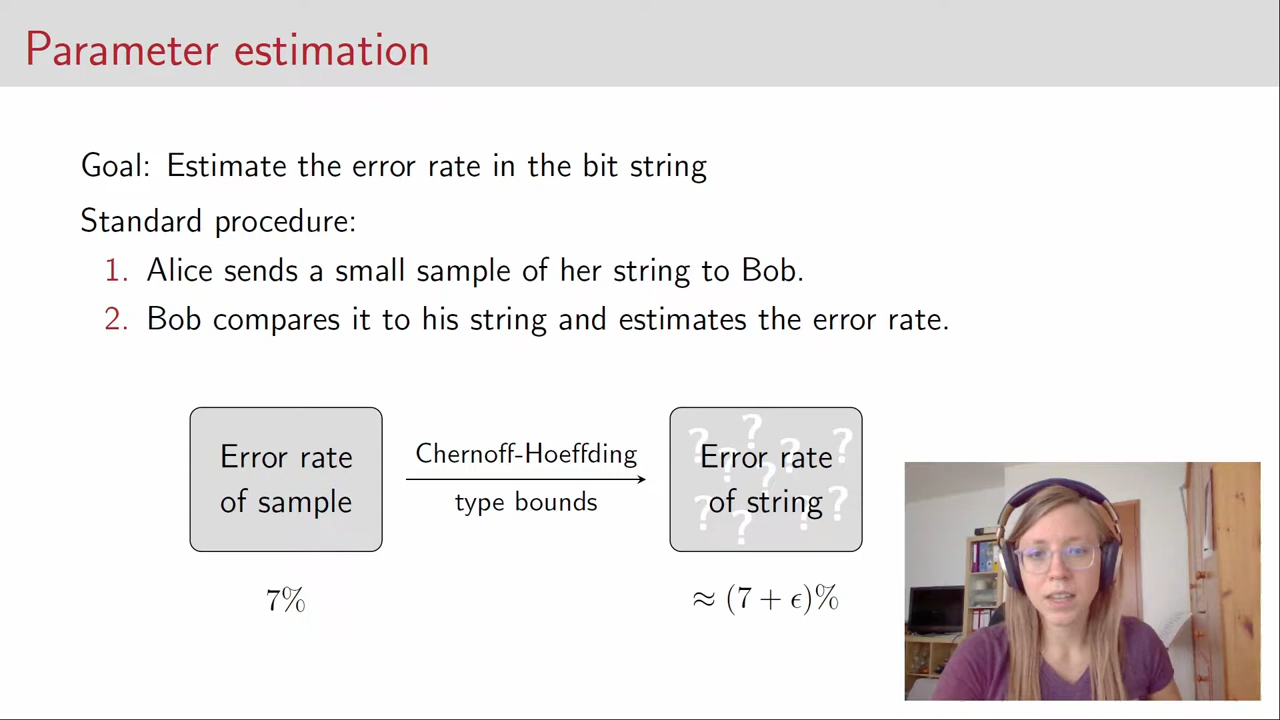 Parameter estimation
Goal: Estimate the error rate in the bit string
Standard procedure:
1. Alice sends a small sample of her string to Bob.
2. Bob compares it to his string and estimates the error rate.
Error rate
of sample
Chernoff-Hoeffding
type bounds
? ? ? ? ? ? ? ? ? ?
Error rate
of string
7%
≈ (7 + ϵ)%